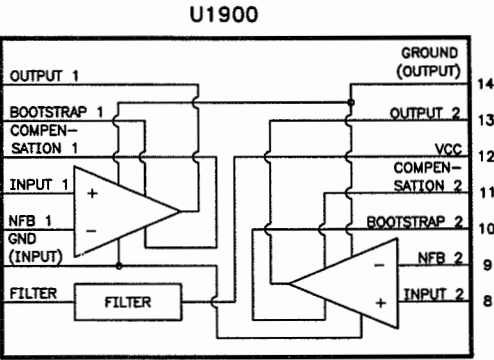 U1900
OUTPUT 1
BOOTSTRAP 1
COMPEN-
SATION 1
INPUT 1
NFB 1
GND
(INPUT)
FILTER
+
−
FILTER
GROUND
(OUTPUT)
14
OUTPUT 2
13
VCC
12
COMPEN-
SATION 2
11
BOOTSTRAP 2
10
NFB 2
9
INPUT 2
8
−
+